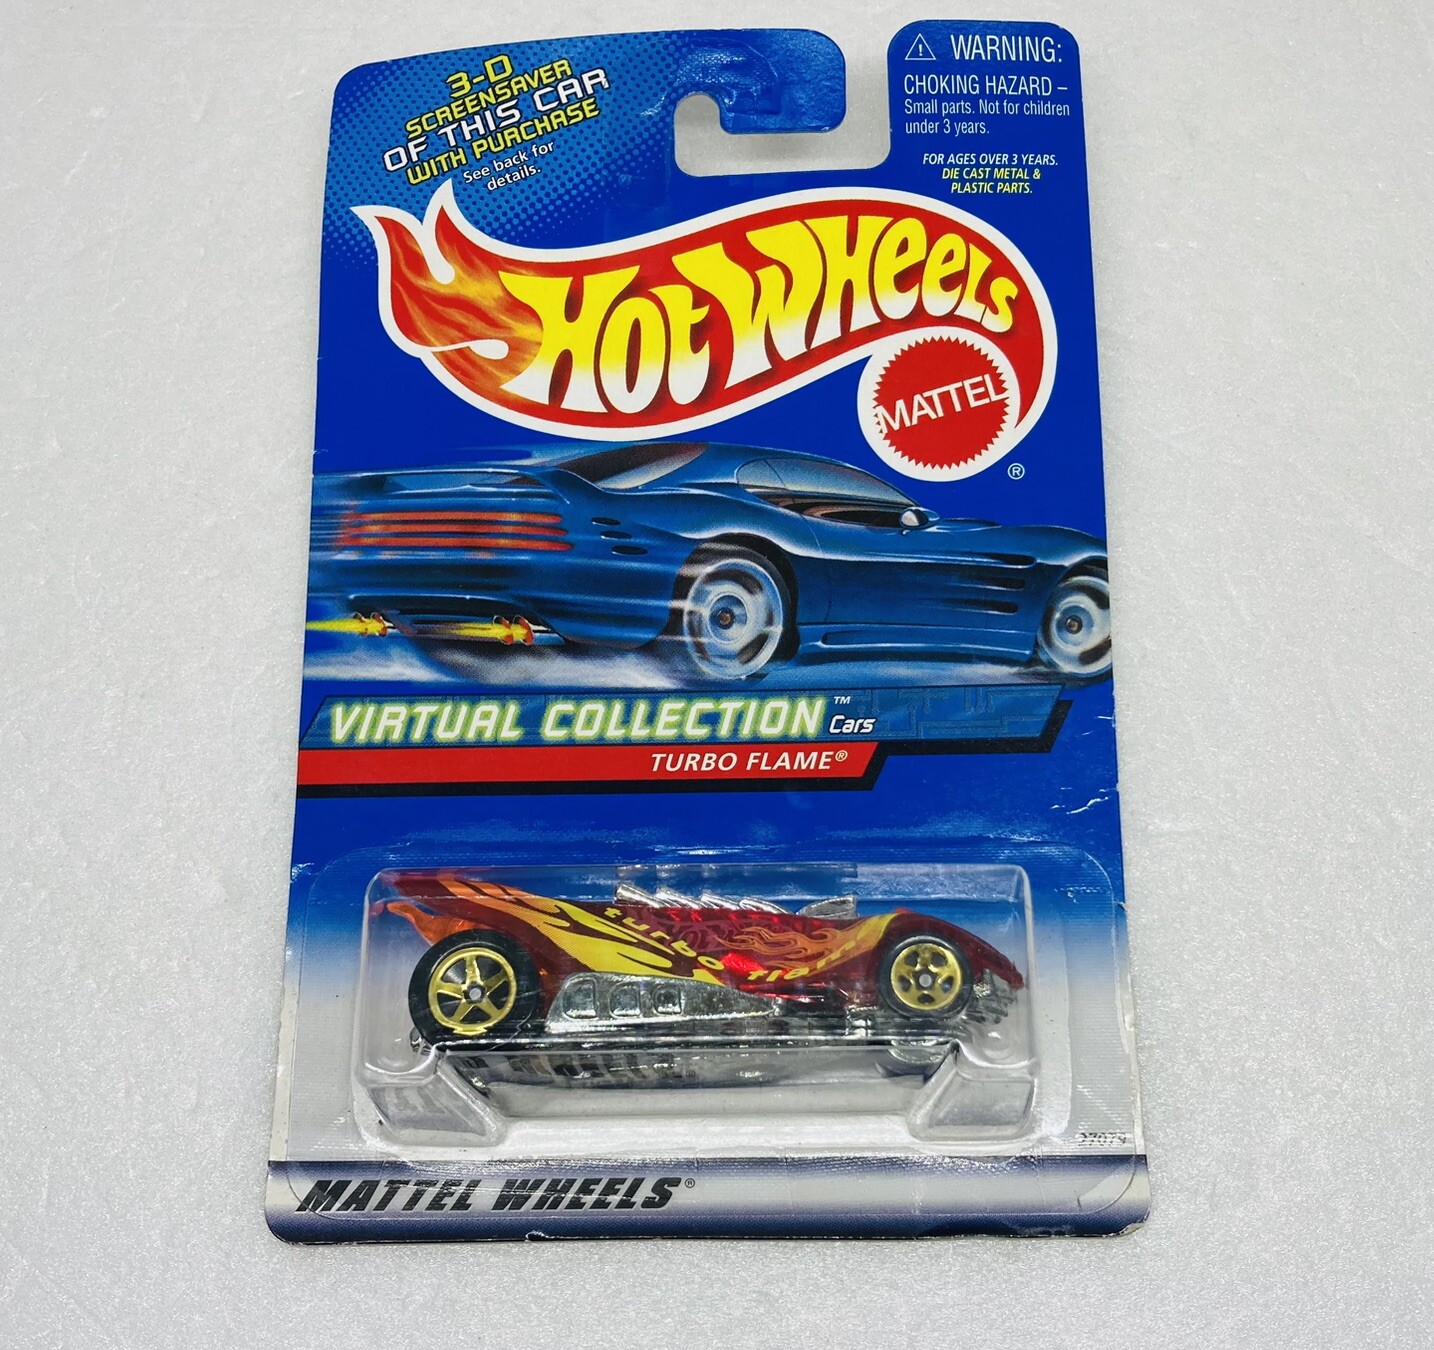 3-D
SCREENSAVER
OF THIS CAR
WITH PURCHASE
See back for
details.
⚠ WARNING:
CHOKING HAZARD –
Small parts. Not for children
under 3 years.
FOR AGES OVER 3 YEARS.
DIE CAST METAL &
PLASTIC PARTS.
HOT WHEELS
MATTEL
®
VIRTUAL COLLECTION™
Cars
TURBO FLAME®
turbo flame
27079
MATTEL WHEELS®